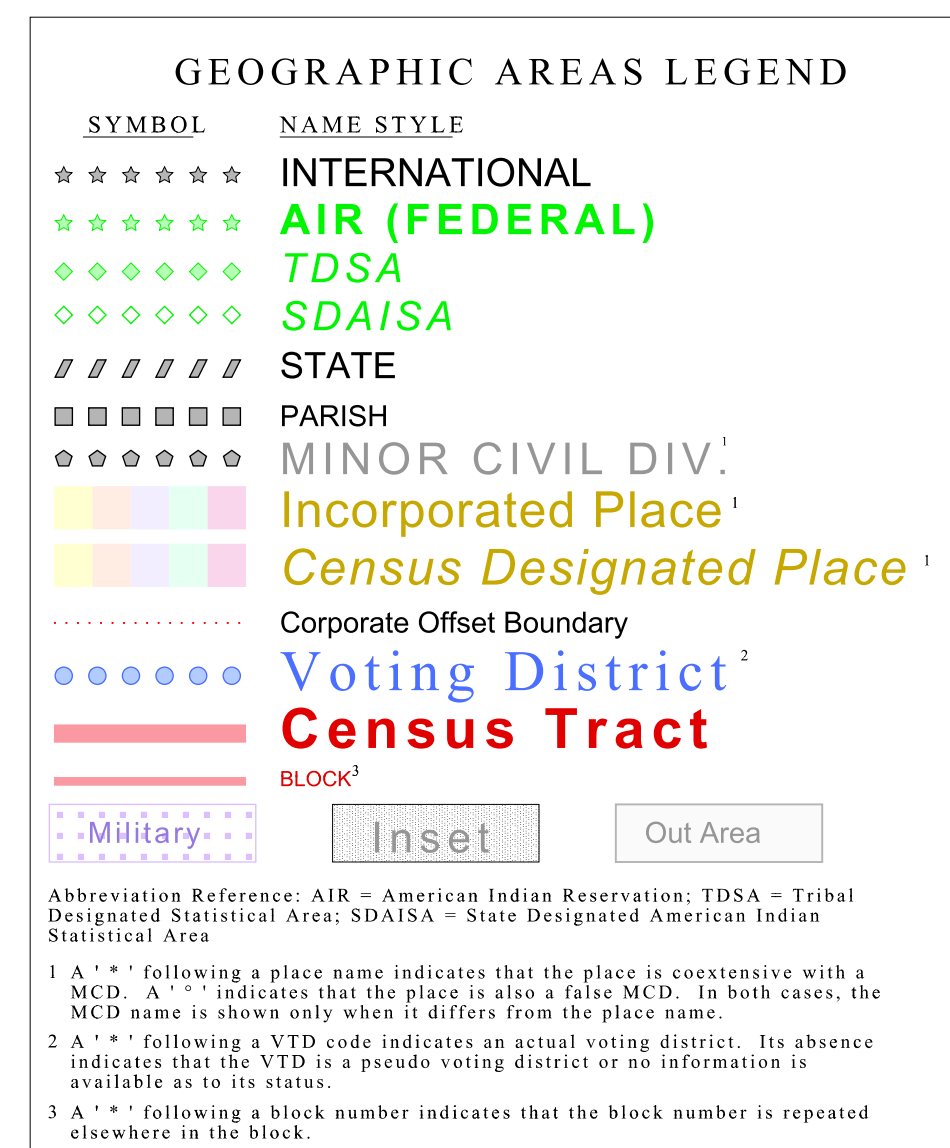 GEOGRAPHIC AREAS LEGEND
SYMBOL NAME STYLE
INTERNATIONAL
AIR (FEDERAL)
TDSA
SDAISA
STATE
PARISH
MINOR CIVIL DIV.1
Incorporated Place 1
Census Designated Place 1
Corporate Offset Boundary
Voting District 2
Census Tract
BLOCK3
Military Inset Out Area
Abbreviation Reference: AIR = American Indian Reservation; TDSA = Tribal
Designated Statistical Area; SDAISA = State Designated American Indian
Statistical Area
1 A ' * ' following a place name indicates that the place is coextensive with a
MCD. A ' ° ' indicates that the place is also a false MCD. In both cases, the
MCD name is shown only when it differs from the place name.
2 A ' * ' following a VTD code indicates an actual voting district. Its absence
indicates that the VTD is a pseudo voting district or no information is
available as to its status.
3 A ' * ' following a block number indicates that the block number is repeated
elsewhere in the block.